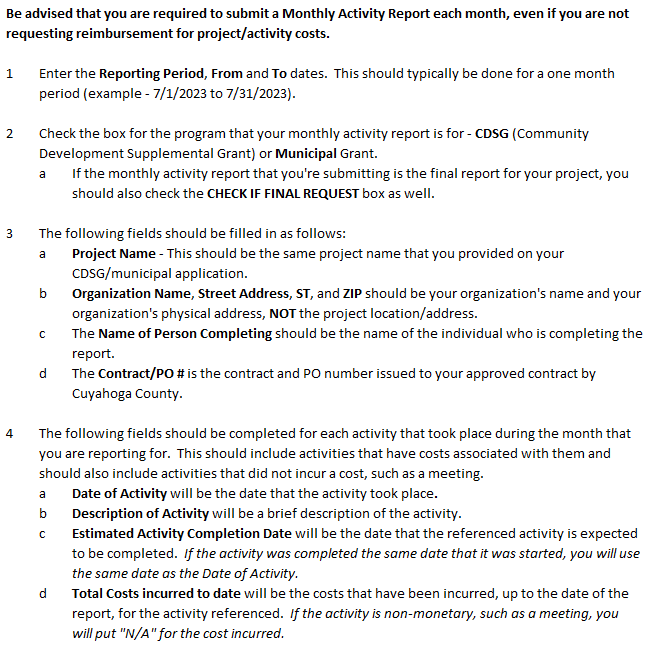 Be advised that you are required to submit a Monthly Activity Report each month, even if you are not
requesting reimbursement for project/activity costs.
1 Enter the Reporting Period, From and To dates. This should typically be done for a one month
period (example - 7/1/2023 to 7/31/2023).
2 Check the box for the program that your monthly activity report is for - CDSG (Community
Development Supplemental Grant) or Municipal Grant.
a If the monthly activity report that you're submitting is the final report for your project, you
should also check the CHECK IF FINAL REQUEST box as well.
3 The following fields should be filled in as follows:
a Project Name - This should be the same project name that you provided on your
CDSG/municipal application.
b Organization Name, Street Address, ST, and ZIP should be your organization's name and your
organization's physical address, NOT the project location/address.
c The Name of Person Completing should be the name of the individual who is completing the
report.
d The Contract/PO # is the contract and PO number issued to your approved contract by
Cuyahoga County.
4 The following fields should be completed for each activity that took place during the month that
you are reporting for. This should include activities that have costs associated with them and
should also include activities that did not incur a cost, such as a meeting.
a Date of Activity will be the date that the activity took place.
b Description of Activity will be a brief description of the activity.
c Estimated Activity Completion Date will be the date that the referenced activity is expected
to be completed. If the activity was completed the same date that it was started, you will use
the same date as the Date of Activity.
d Total Costs incurred to date will be the costs that have been incurred, up to the date of the
report, for the activity referenced. If the activity is non-monetary, such as a meeting, you
will put "N/A" for the cost incurred.